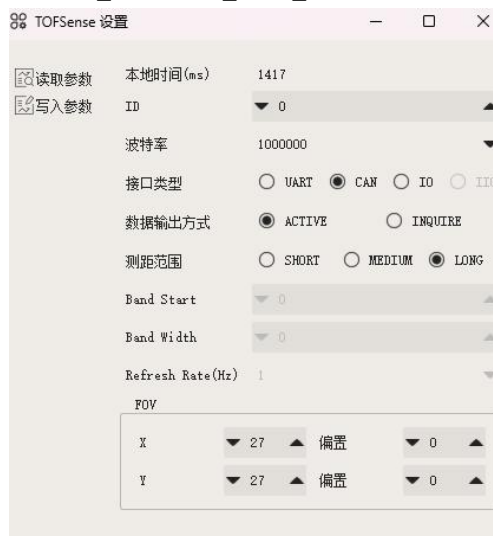 TOFSense 设置
读取参数
写入参数
本地时间(ms) 1417
ID 0
波特率 1000000
接口类型 UART CAN IO
数据输出方式 ACTIVE INQUIRE
测距范围 SHORT MEDIUM LONG
Band Start 0
Band Width 0
Refresh Rate(Hz) 1
FOV
X 27 偏置 0
Y 27 偏置 0